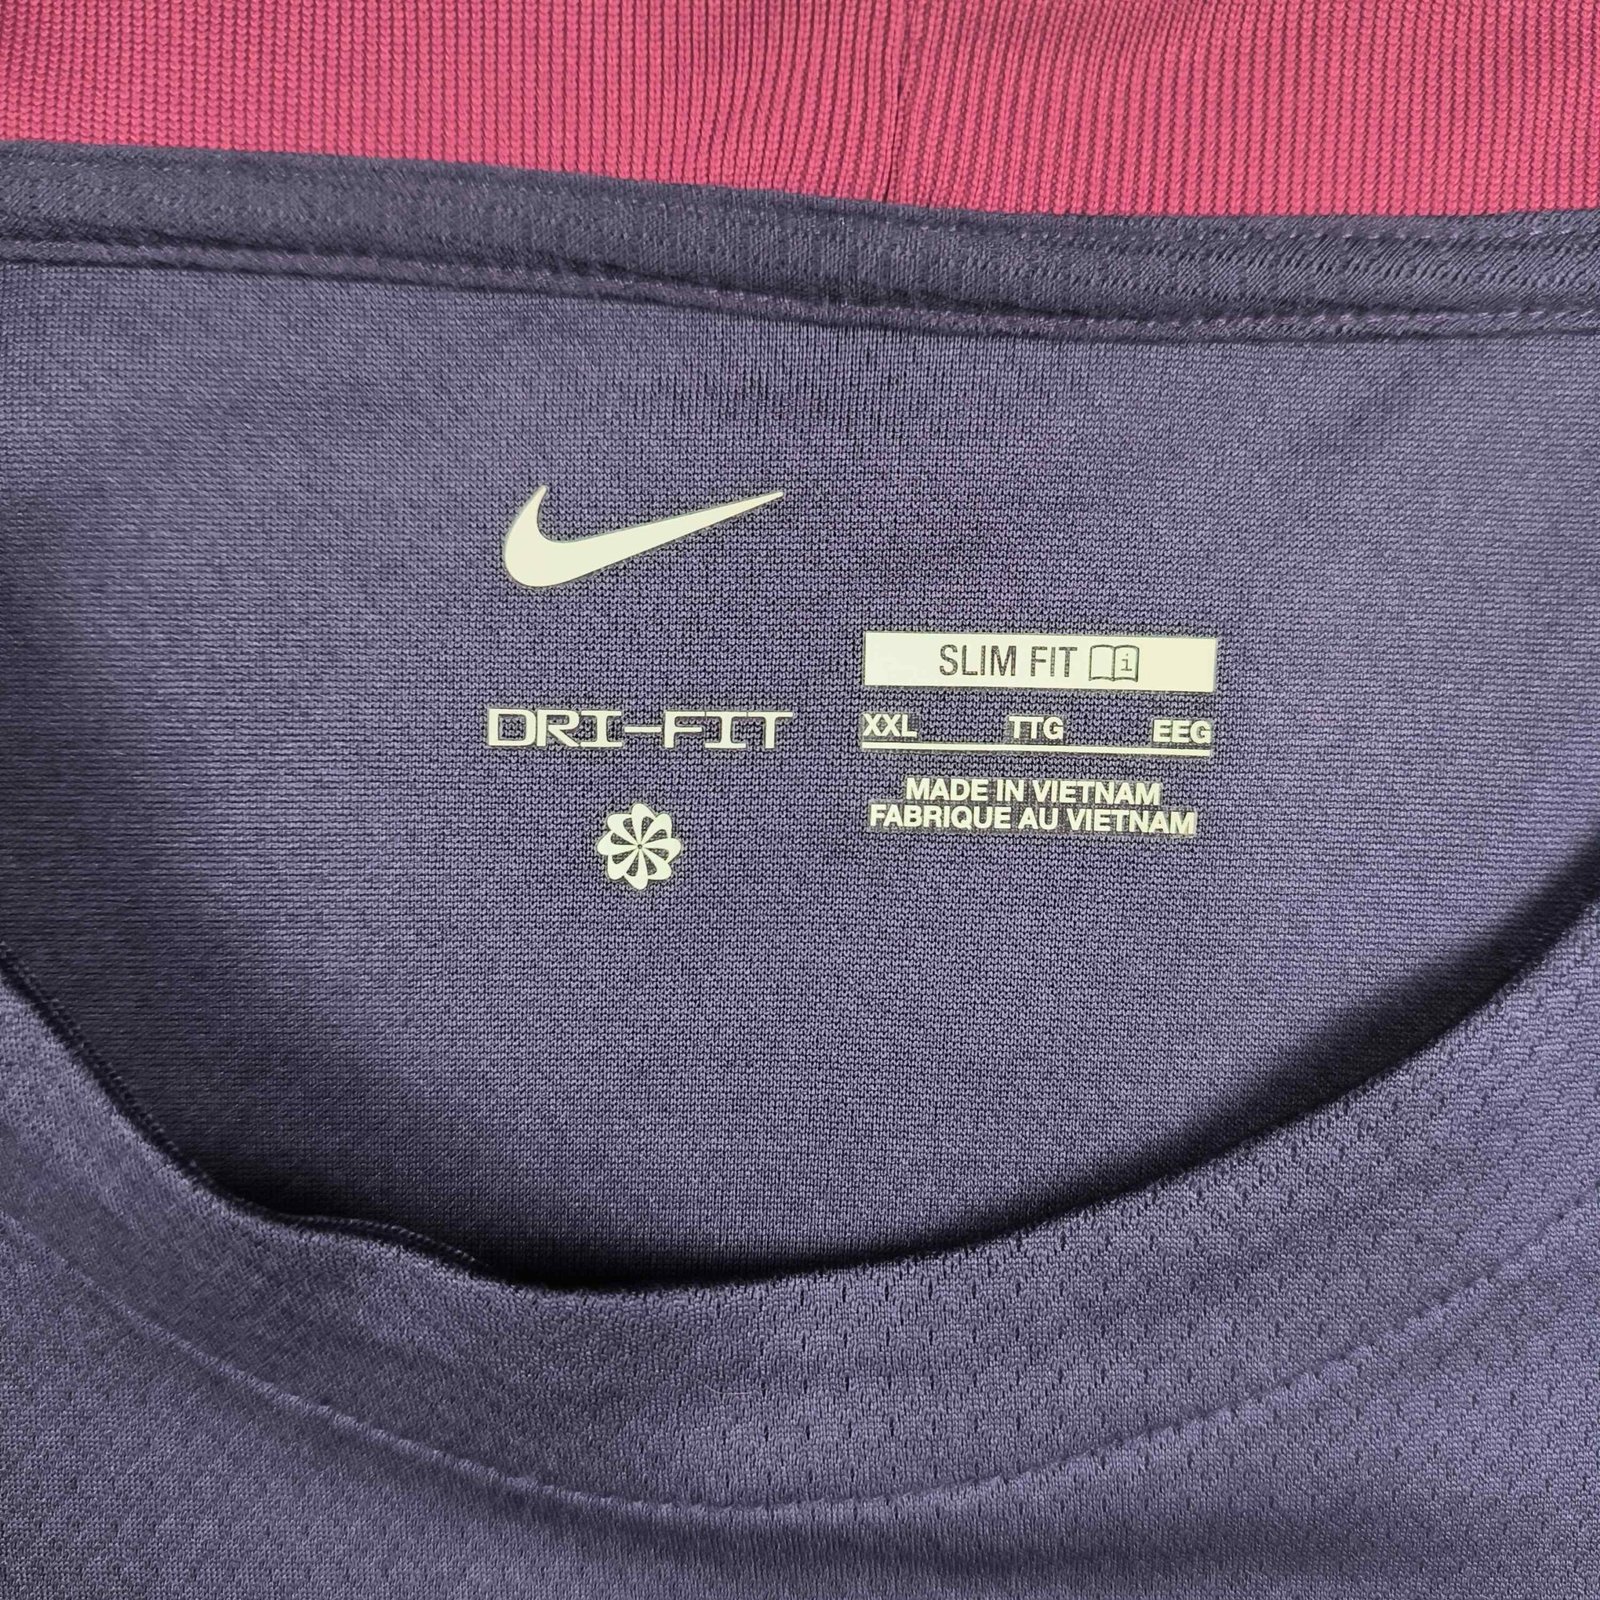 SLIM FIT
DRI-FIT
XXL TTG EEG
MADE IN VIETNAM
FABRIQUE AU VIETNAM